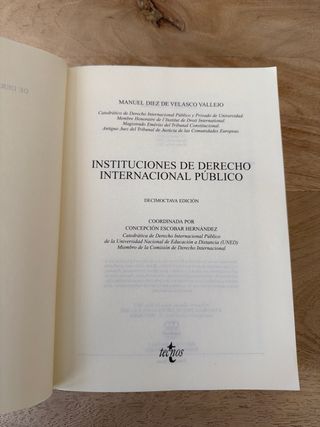 MANUEL DIEZ DE VELASCO VALLEJO
Catedrático de Derecho Internacional Público y Privado de Universidad
Membre Honoraire de l'Institut de Droit International
Magistrado Emérito del Tribunal Constitucional
Antiguo Juez del Tribunal de Justicia de las Comunidades Europeas
INSTITUCIONES DE DERECHO
INTERNACIONAL PÚBLICO
DECIMOCTAVA EDICIÓN
COORDINADA POR
CONCEPCIÓN ESCOBAR HERNÁNDEZ
Catedrática de Derecho Internacional Público
de la Universidad Nacional de Educación a Distancia (UNED)
Miembro de la Comisión de Derecho Internacional
tecnos